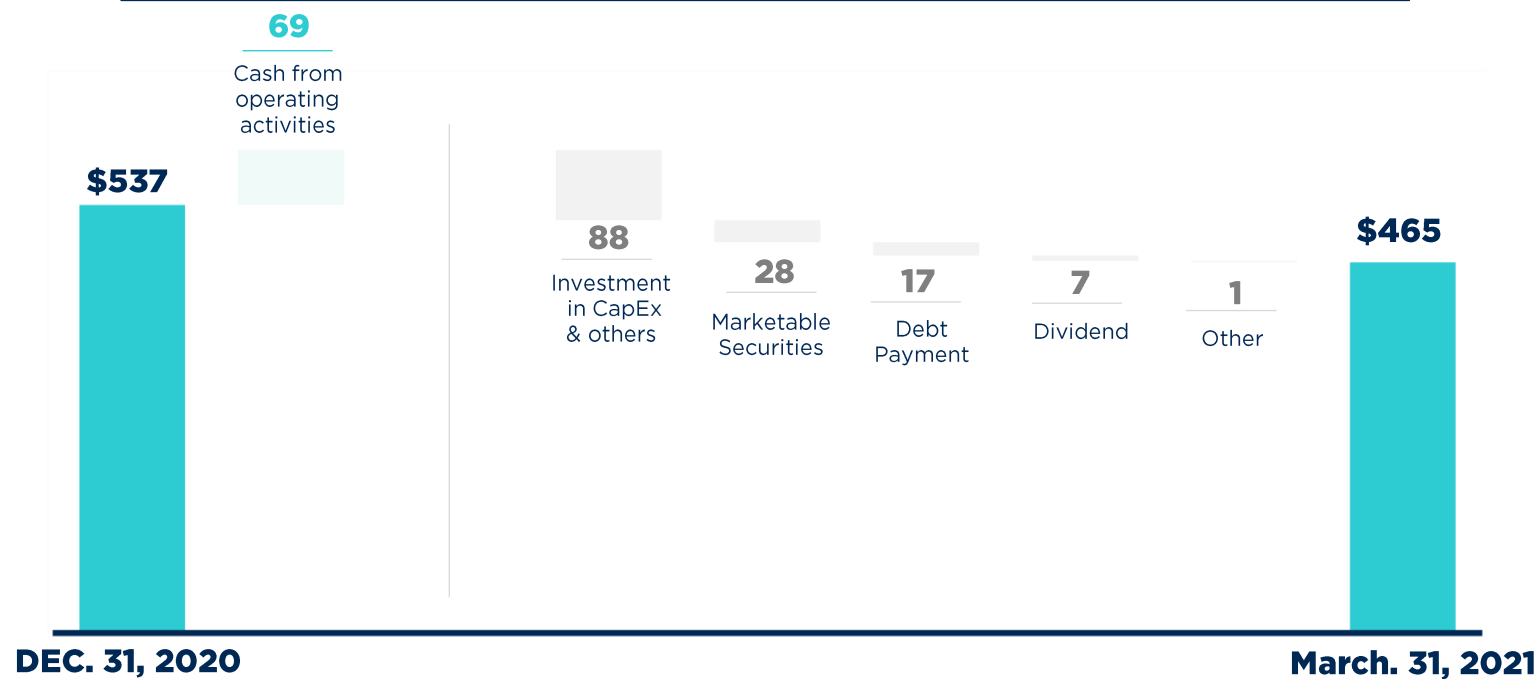 69
Cash from
operating
activities
$537
88
Investment
in CapEx
& others
28
Marketable
Securities
17
Debt
Payment
7
Dividend
1
Other
$465
DEC. 31, 2020
March. 31, 2021